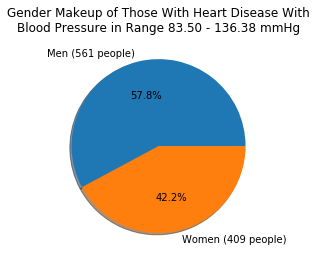 Gender Makeup of Those With Heart Disease With
Blood Pressure in Range 83.50 - 136.38 mmHg
Men (561 people)
57.8%
42.2%
Women (409 people)